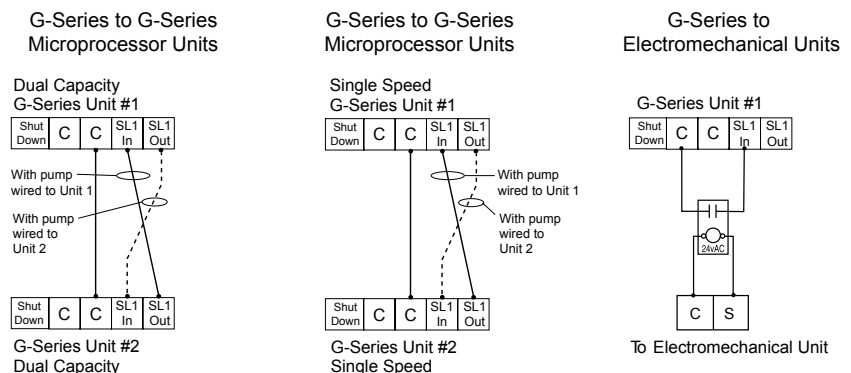 G-Series to G-Series
Microprocessor Units
Dual Capacity
G-Series Unit #1
Shut
Down
C
C
SL1
In
SL1
Out
With pump
wired to Unit 1
With pump
wired to
Unit 2
Shut
Down
C
C
SL1
In
SL1
Out
G-Series Unit #2
Dual Capacity
G-Series to G-Series
Microprocessor Units
Single Speed
G-Series Unit #1
Shut
Down
C
C
SL1
In
SL1
Out
With pump
wired to Unit 1
With pump
wired to
Unit 2
Shut
Down
C
C
SL1
In
SL1
Out
G-Series Unit #2
Single Speed
G-Series to
Electromechanical Units
G-Series Unit #1
Shut
Down
C
C
SL1
In
SL1
Out
24vAC
C
S
To Electromechanical Unit